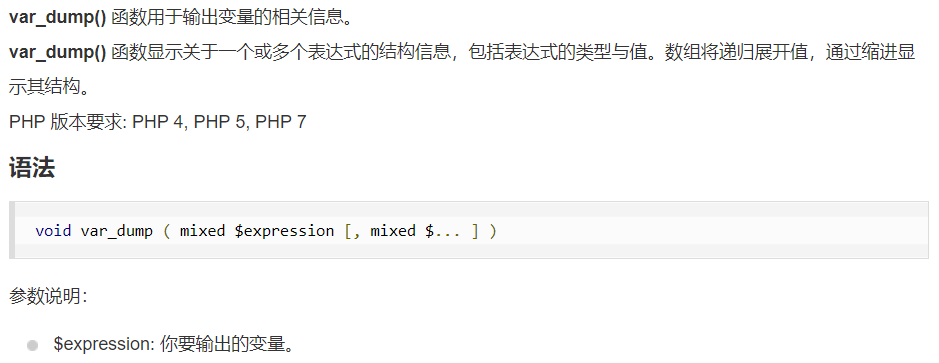 var_dump() 函数用于输出变量的相关信息。
var_dump() 函数显示关于一个或多个表达式的结构信息，包括表达式的类型与值。数组将递归展开值，通过缩进显
示其结构。
PHP 版本要求: PHP 4, PHP 5, PHP 7
语法
void var_dump ( mixed $expression [, mixed $... ] )
参数说明：
$expression: 你要输出的变量。